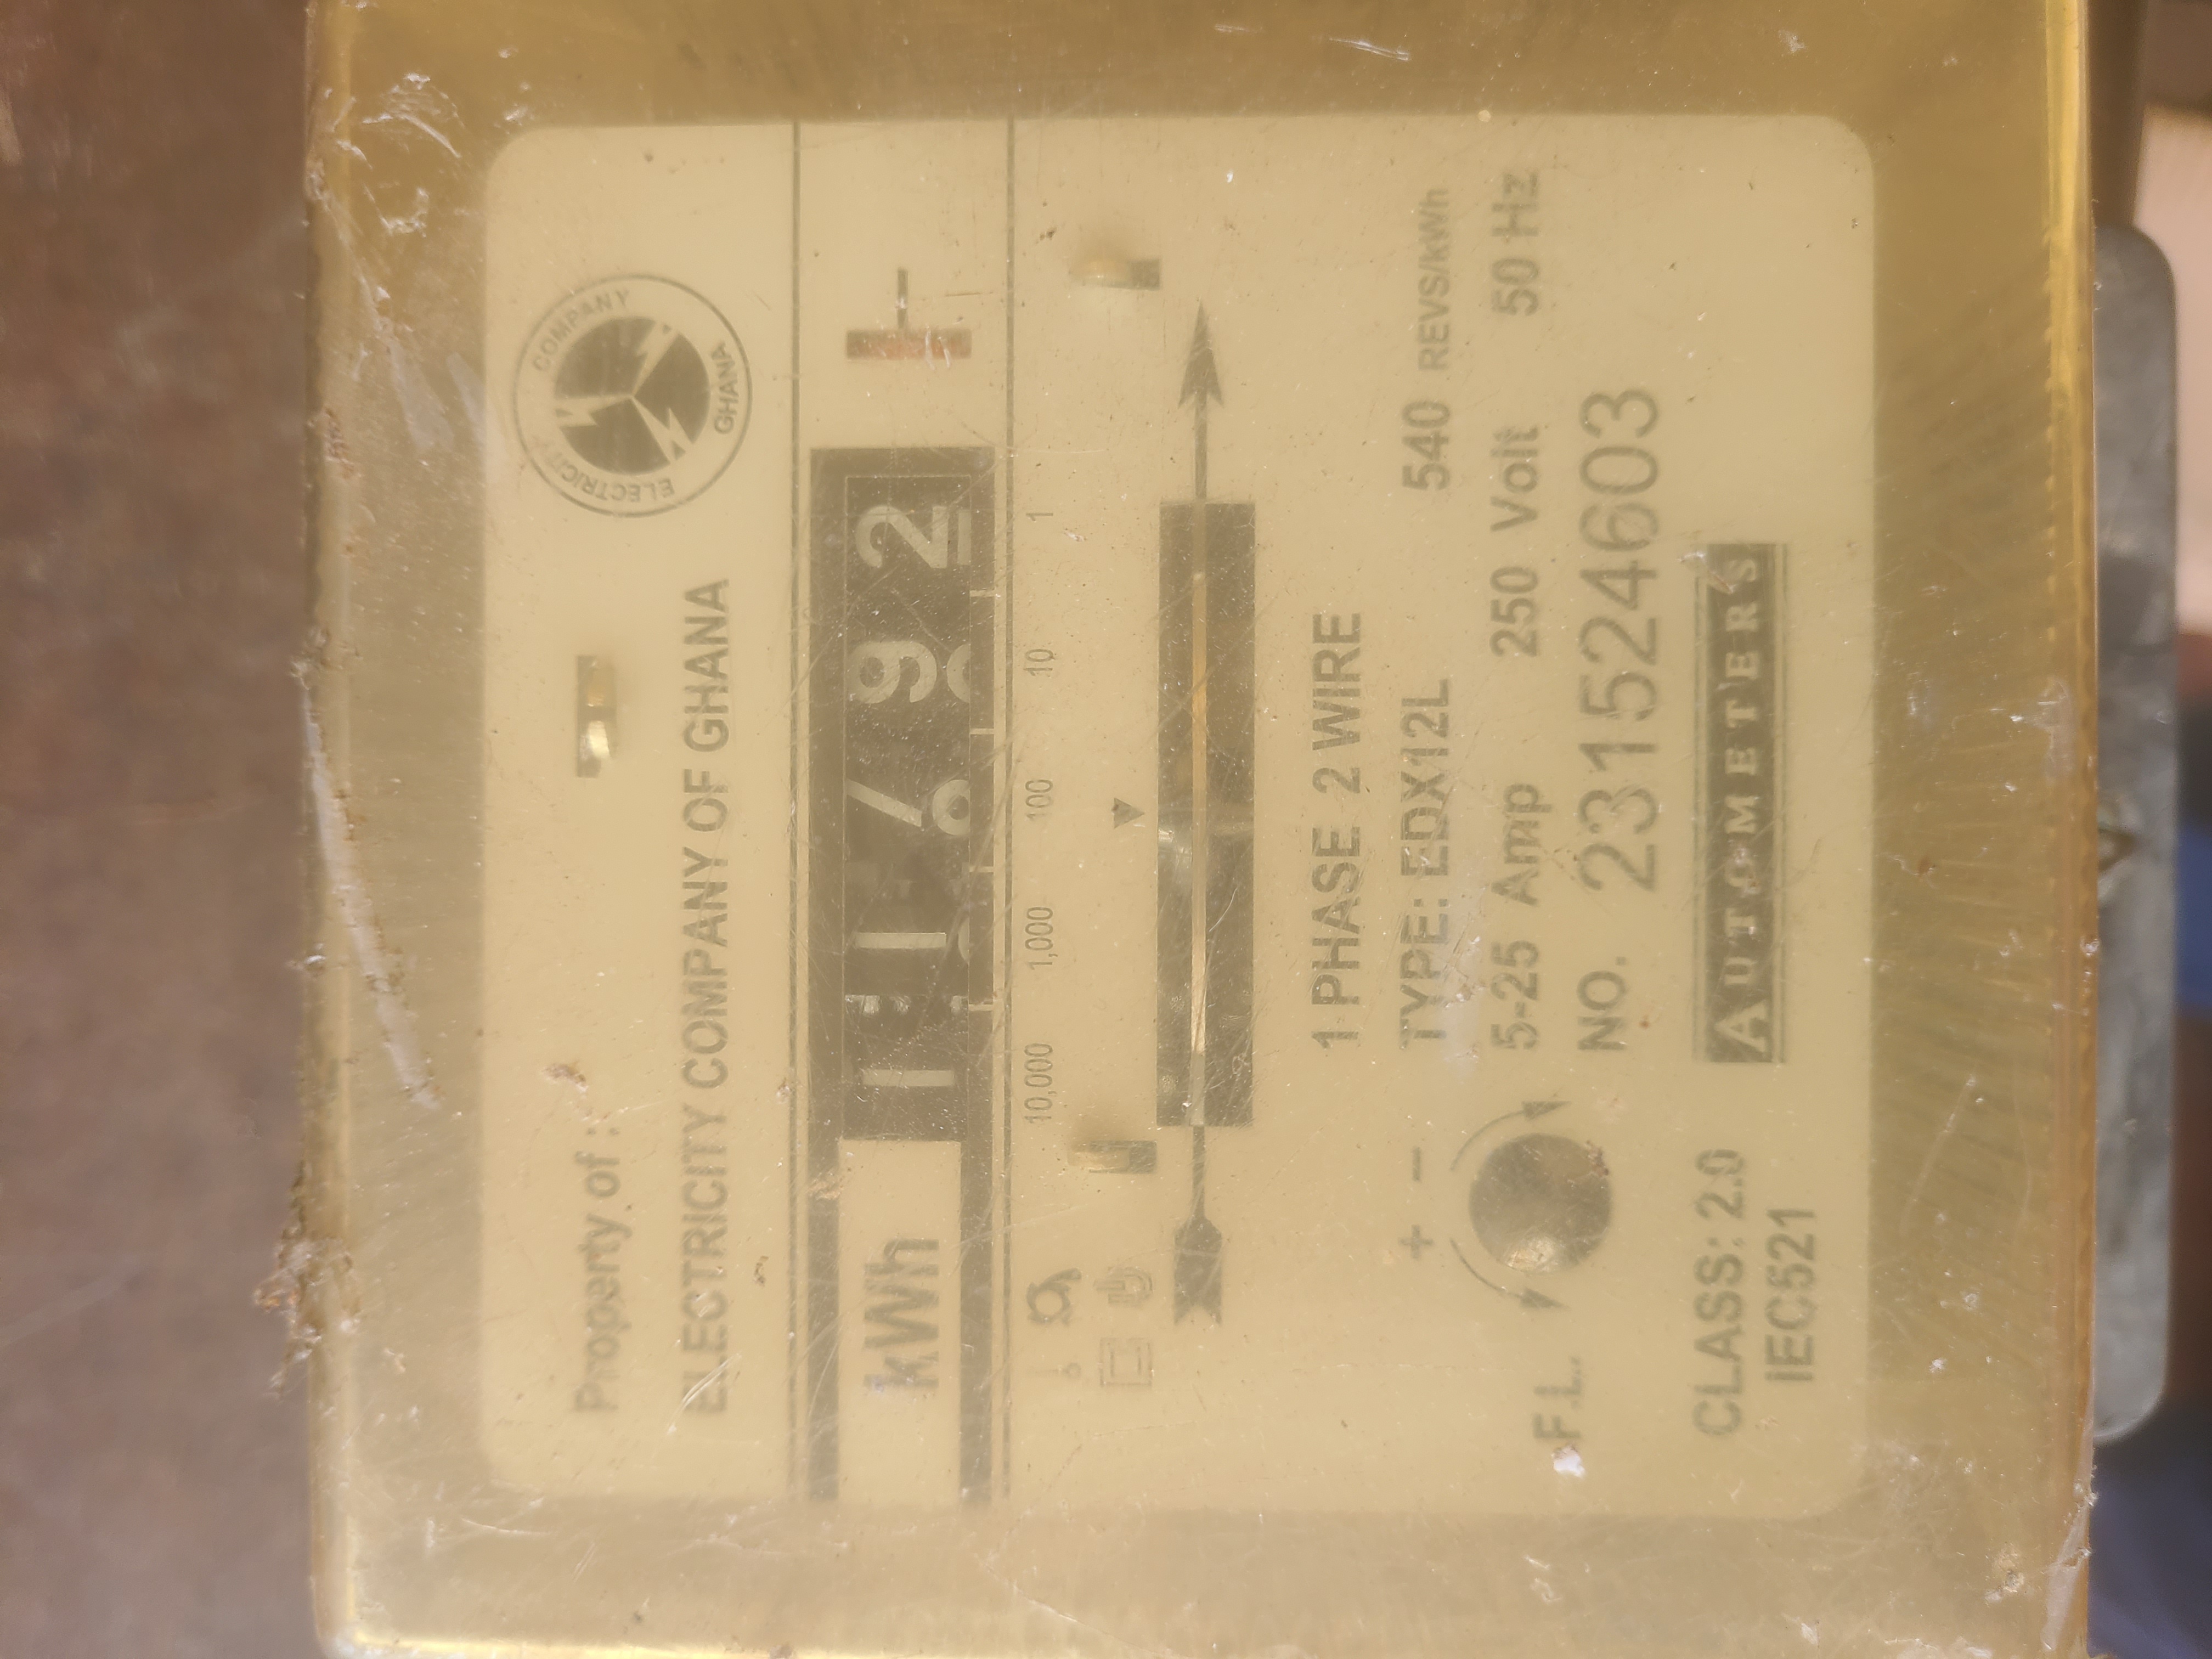 Property of :
ELECTRICITY COMPANY OF GHANA
ELECTRICITY COMPANY GHANA
kWh 1 1 7 9 2
10,000 1,000 100 10 1
1 PHASE 2 WIRE
TYPE: EDX12L 540 REVS/kWh
+ −
5-25 Amp 250 Volt 50 Hz
F.L.
NO. 231524603
CLASS: 2.0
IEC521
AUTOMETERS